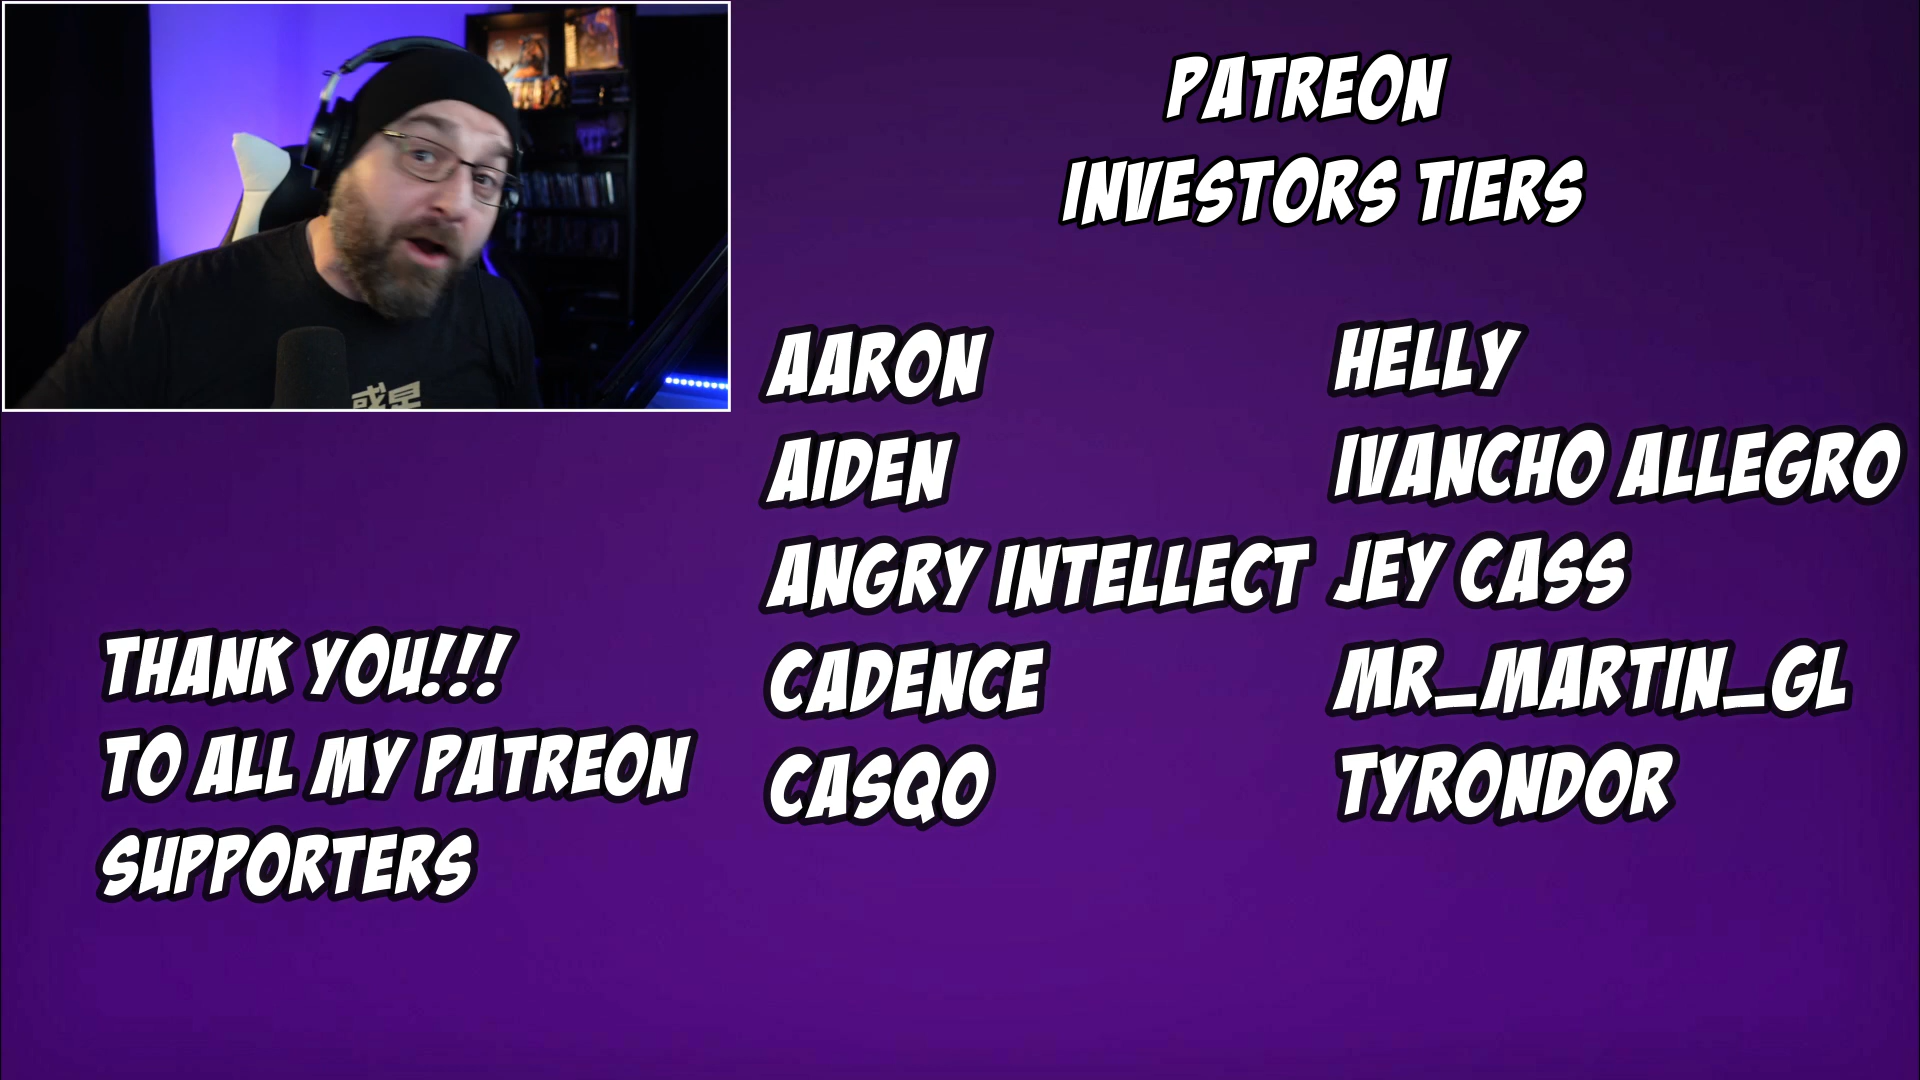 PATREON
INVESTORS TIERS
AARON
AIDEN
ANGRY INTELLECT
CADENCE
CASQO
HELLY
IVANCHO ALLEGRO
JEY CASS
MR_MARTIN_GL
TYRONDOR
THANK YOU!!!
TO ALL MY PATREON
SUPPORTERS